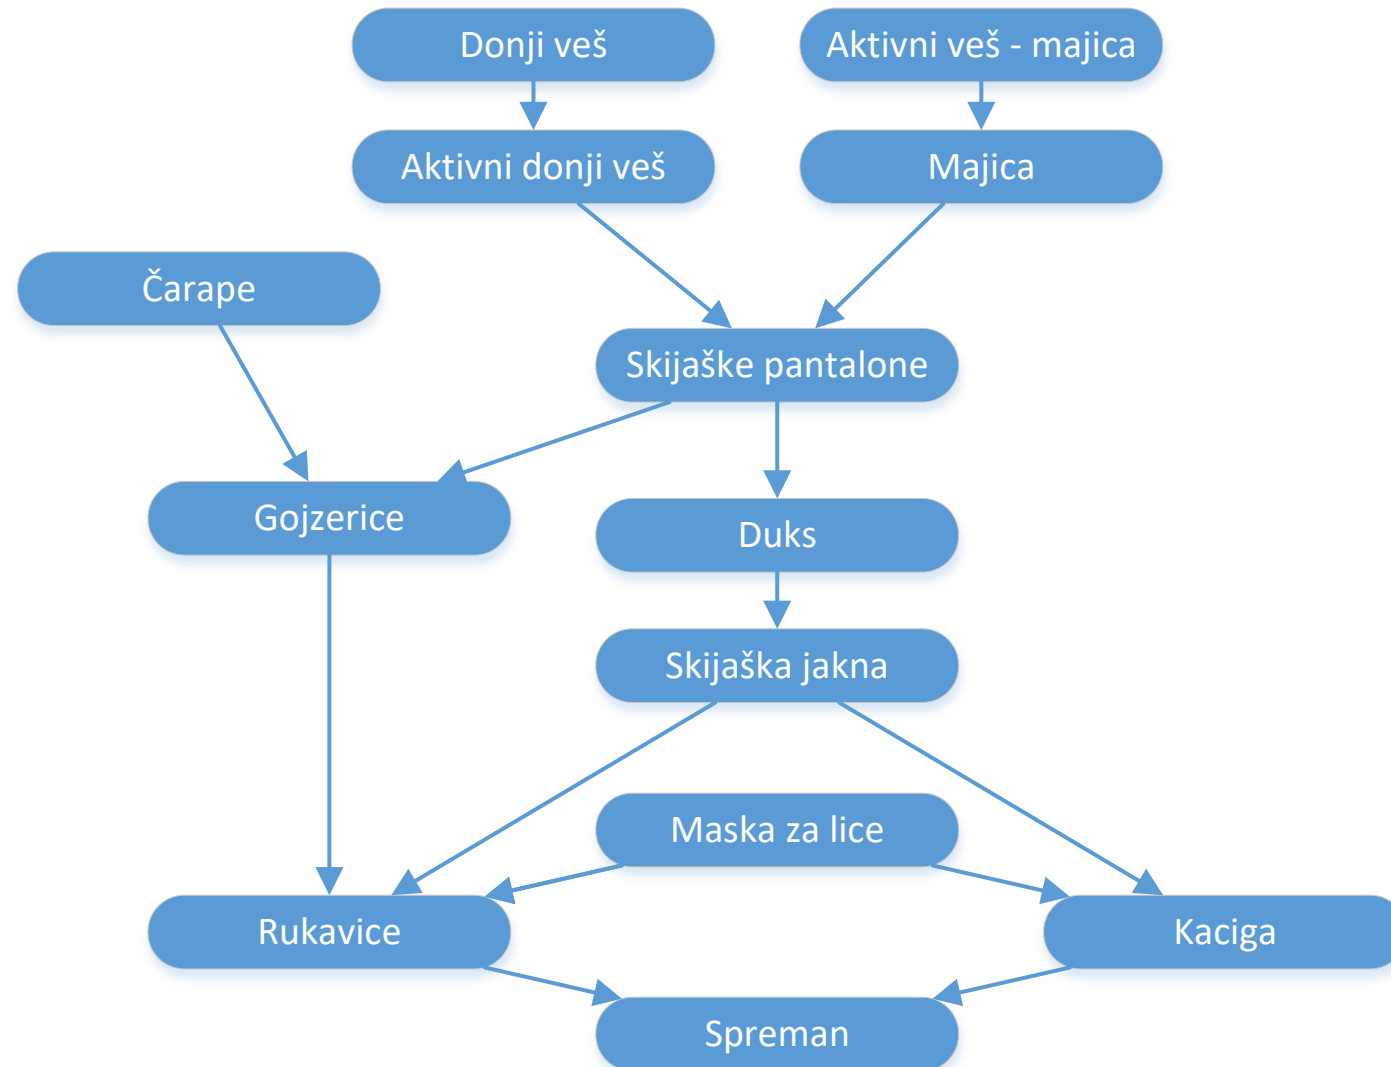 Donji veš
Aktivni veš - majica
Aktivni donji veš
Majica
Čarape
Skijaške pantalone
Gojzerice
Duks
Skijaška jakna
Maska za lice
Rukavice
Kaciga
Spreman